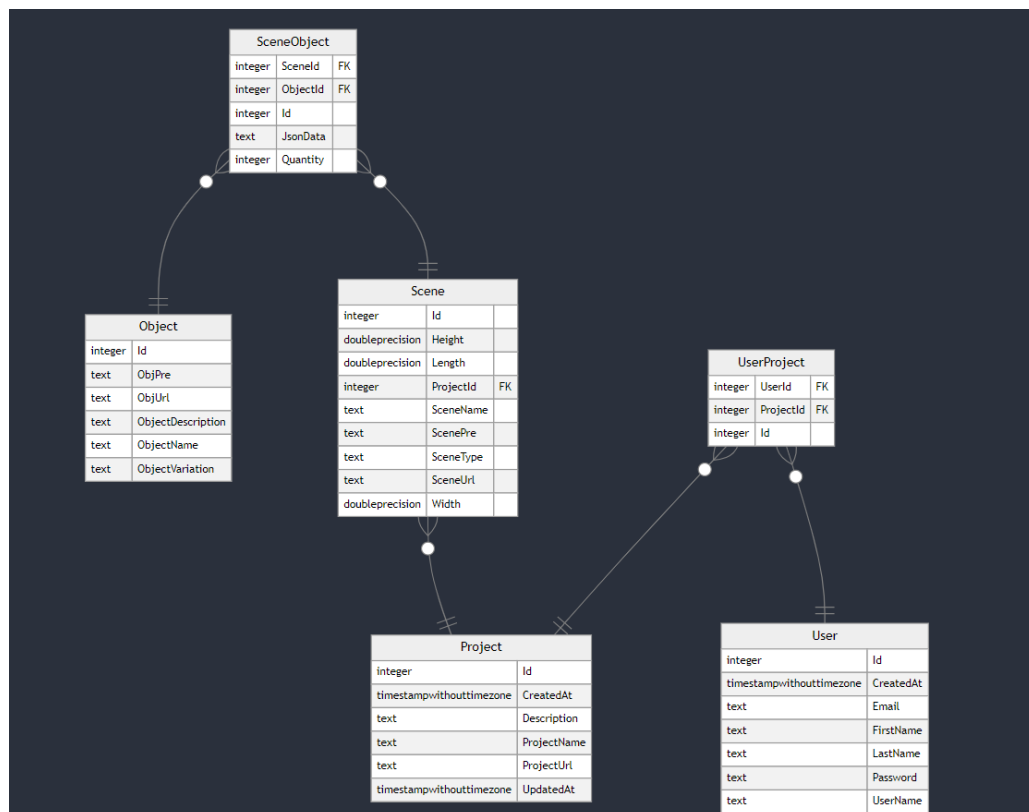 SceneObject
integer SceneId FK
integer ObjectId FK
integer Id
text JsonData
integer Quantity
Object
integer Id
text ObjPre
text ObjUrl
text ObjectDescription
text ObjectName
text ObjectVariation
Scene
integer Id
doubleprecision Height
doubleprecision Length
integer ProjectId FK
text SceneName
text ScenePre
text SceneType
text SceneUrl
doubleprecision Width
UserProject
integer UserId FK
integer ProjectId FK
integer Id
Project
integer Id
timestampwithouttimezone CreatedAt
text Description
text ProjectName
text ProjectUrl
timestampwithouttimezone UpdatedAt
User
integer Id
timestampwithouttimezone CreatedAt
text Email
text FirstName
text LastName
text Password
text UserName